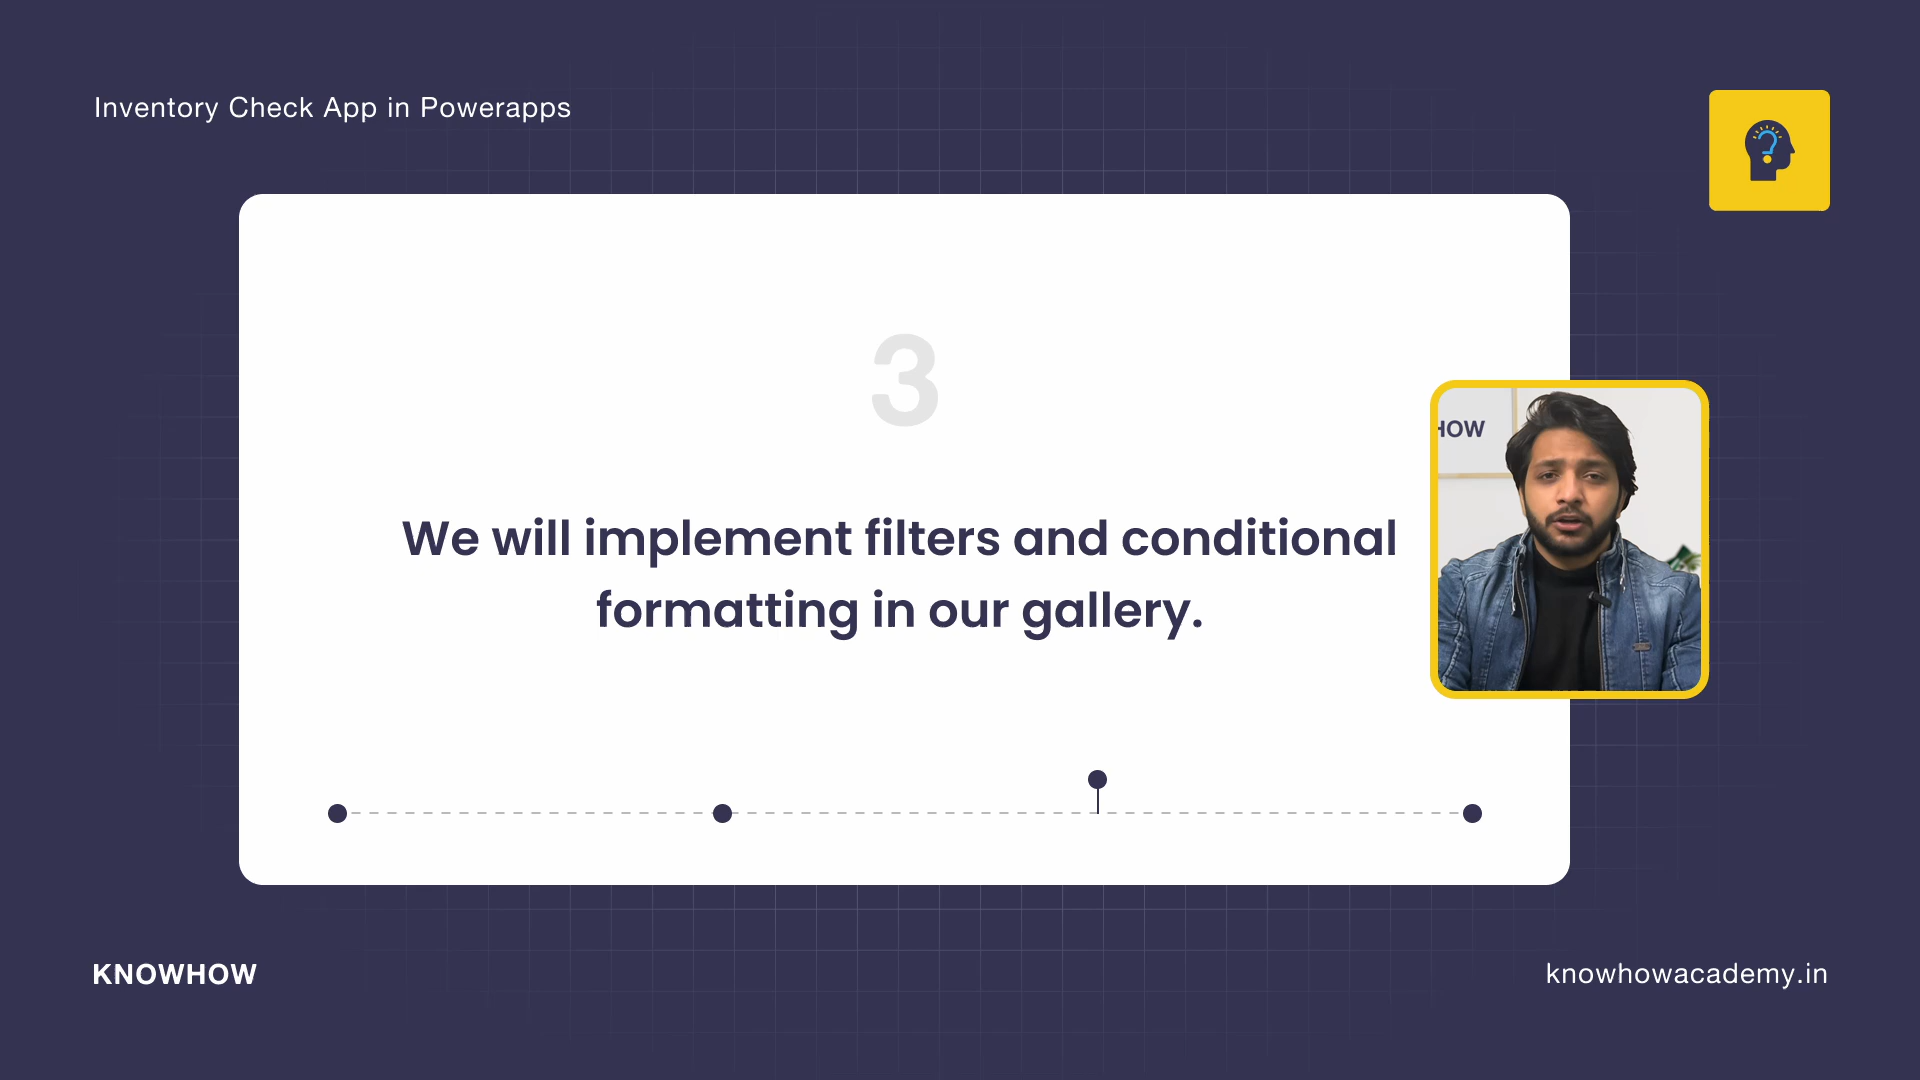 Inventory Check App in Powerapps
3
HOW
We will implement filters and conditional
formatting in our gallery.
KNOWHOW
knowhowacademy.in